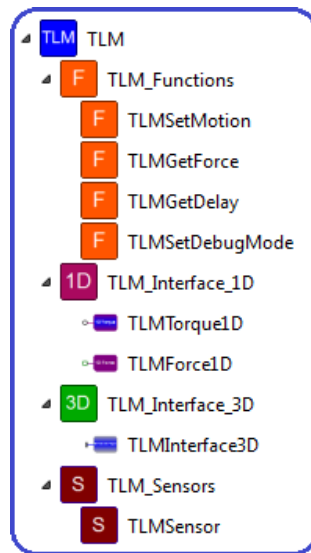 TLM TLM
F TLM_Functions
F TLMSetMotion
F TLMGetForce
F TLMGetDelay
F TLMSetDebugMode
1D TLM_Interface_1D
TLMTorque1D
TLMForce1D
3D TLM_Interface_3D
TLMInterface3D
S TLM_Sensors
S TLMSensor